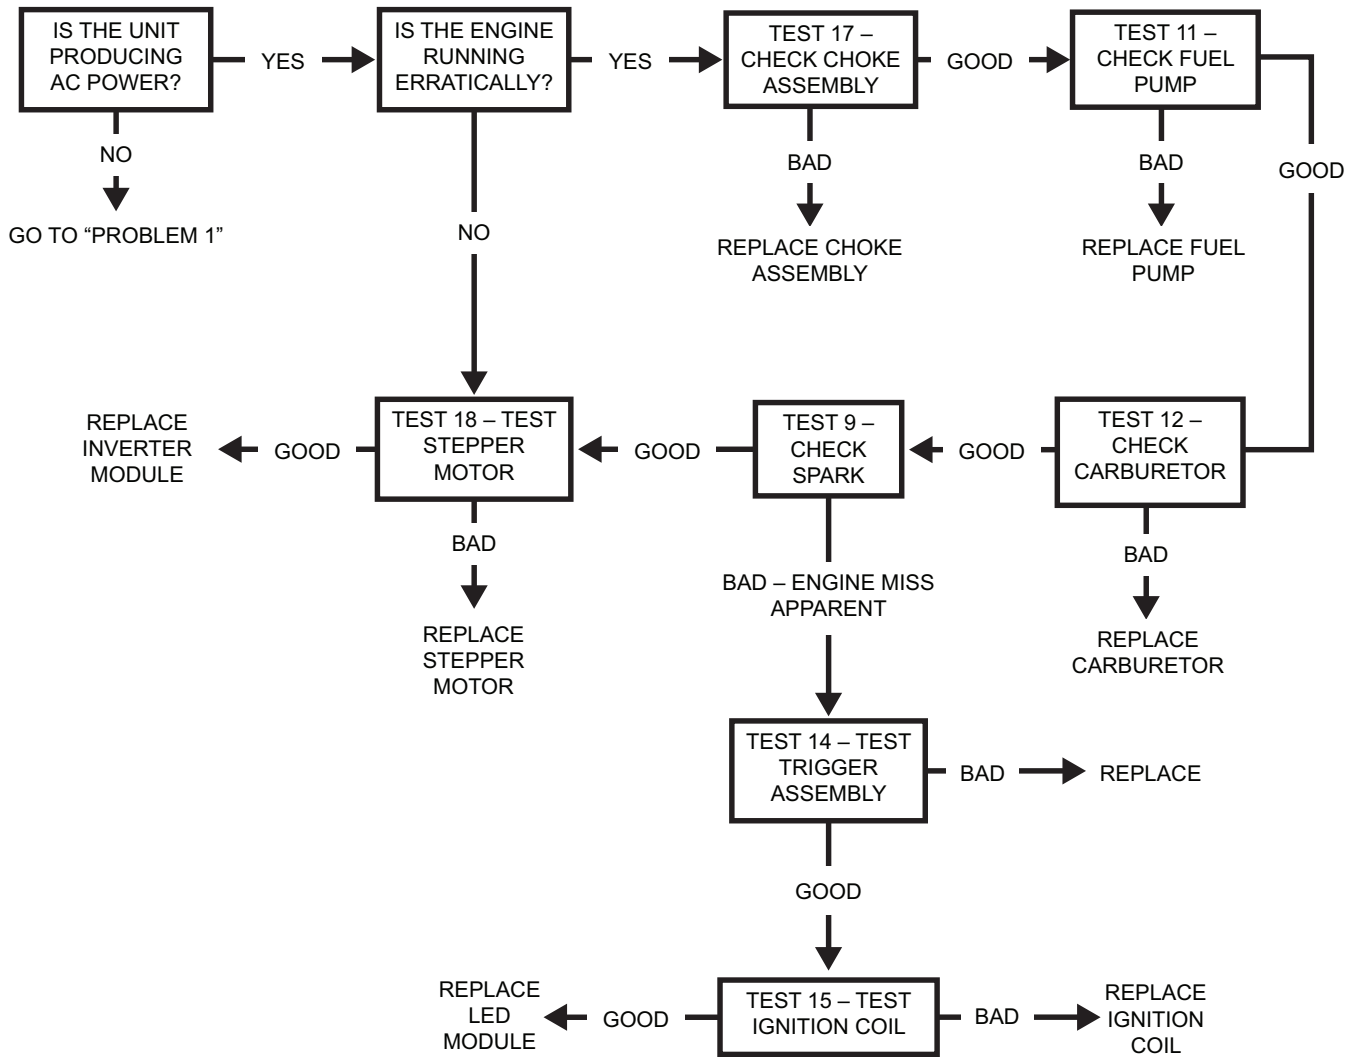 IS THE UNIT
PRODUCING
AC POWER?
YES
IS THE ENGINE
RUNNING
ERRATICALLY?
YES
TEST 17 –
CHECK CHOKE
ASSEMBLY
GOOD
TEST 11 –
CHECK FUEL
PUMP
NO
GO TO “PROBLEM 1”
NO
BAD
REPLACE CHOKE
ASSEMBLY
BAD
REPLACE FUEL
PUMP
GOOD
REPLACE
INVERTER
MODULE
GOOD
TEST 18 – TEST
STEPPER
MOTOR
GOOD
TEST 9 –
CHECK
SPARK
GOOD
TEST 12 –
CHECK
CARBURETOR
BAD
REPLACE
STEPPER
MOTOR
BAD – ENGINE MISS
APPARENT
BAD
REPLACE
CARBURETOR
TEST 14 – TEST
TRIGGER
ASSEMBLY
BAD
REPLACE
GOOD
REPLACE
LED
MODULE
GOOD
TEST 15 – TEST
IGNITION COIL
BAD
REPLACE
IGNITION
COIL